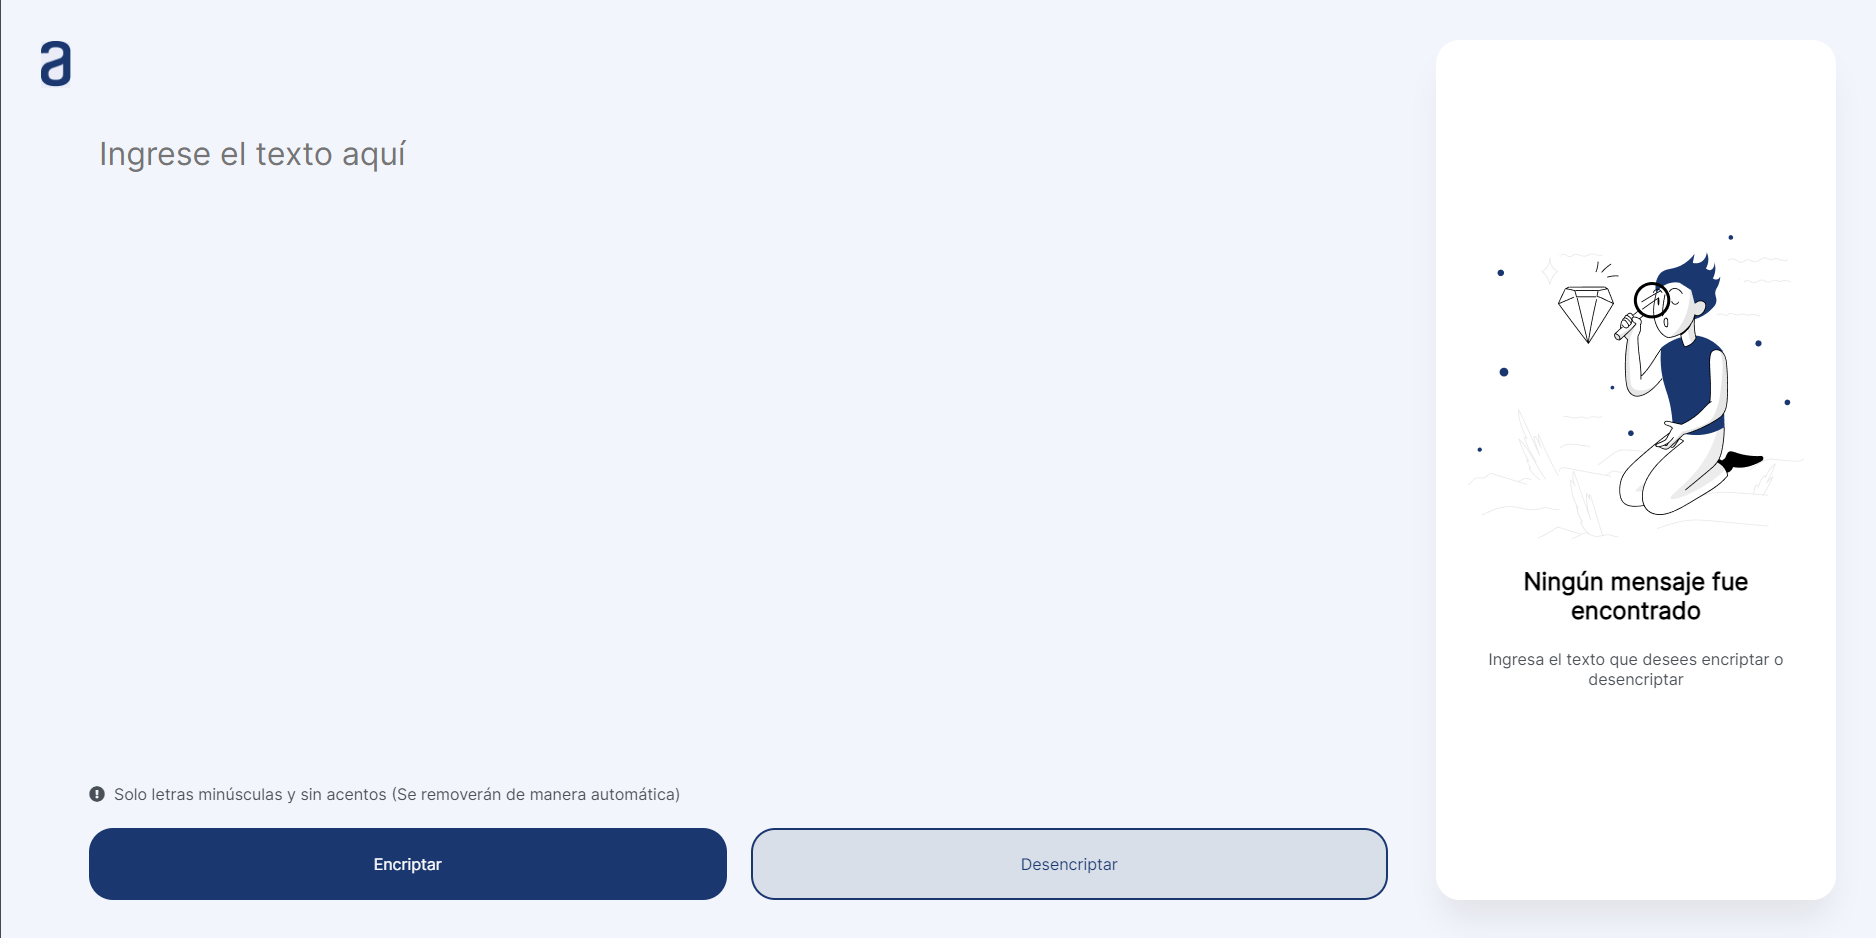 a
Ingrese el texto aquí
Solo letras minúsculas y sin acentos (Se removerán de manera automática)
Encriptar
Desencriptar
Ningún mensaje fue
encontrado
Ingresa el texto que desees encriptar o
desencriptar